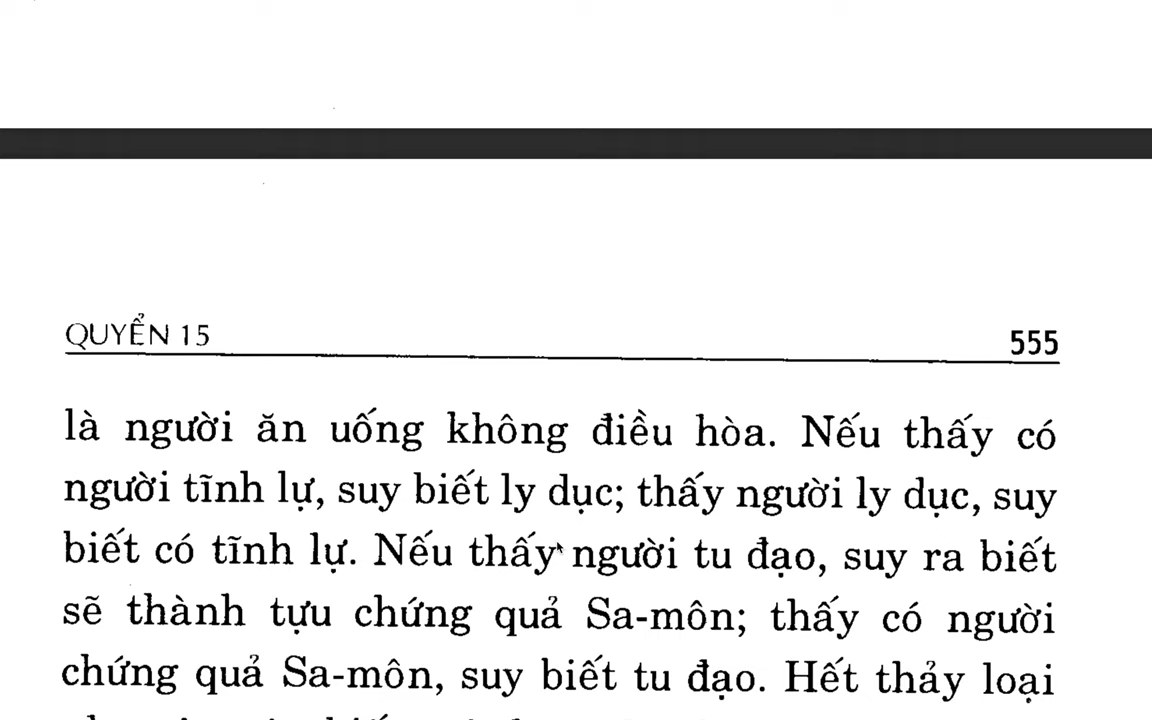 QUYỂN 15
555
là người ăn uống không điều hòa. Nếu thấy có
người tĩnh lự, suy biết ly dục; thấy người ly dục, suy
biết có tĩnh lự. Nếu thấy người tu đạo, suy ra biết
sẽ thành tựu chứng quả Sa-môn; thấy có người
chứng quả Sa-môn, suy biết tu đạo. Hết thảy loại